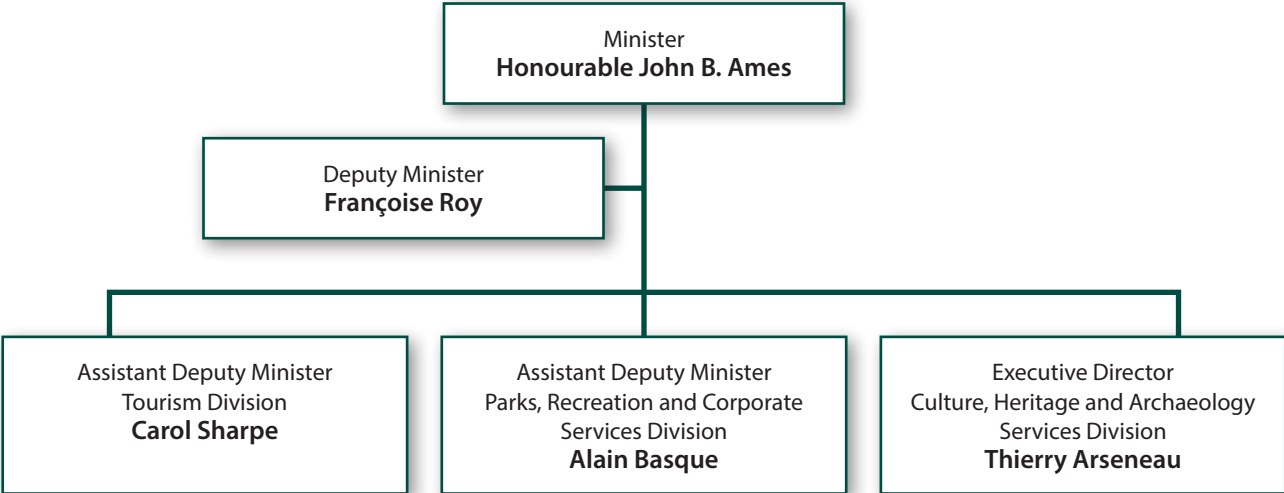 Minister
Honourable John B. Ames
Deputy Minister
Françoise Roy
Assistant Deputy Minister
Tourism Division
Carol Sharpe
Assistant Deputy Minister
Parks, Recreation and Corporate
Services Division
Alain Basque
Executive Director
Culture, Heritage and Archaeology
Services Division
Thierry Arseneau